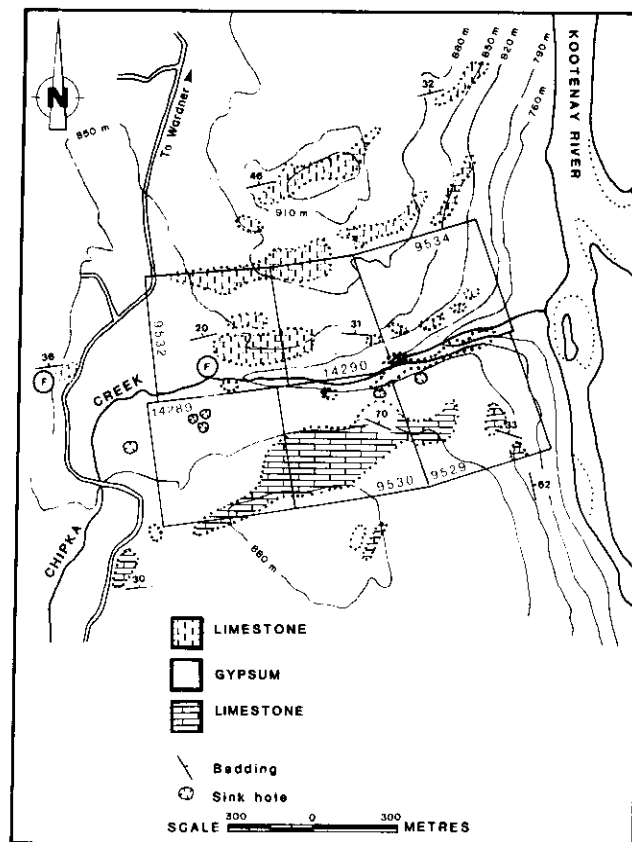 N
850 m
To Wardner
880 m
850 m
820 m
790 m
760 m
KOOTENAY RIVER
32
46
910 m
9534
9532
20
31
36
F
F
14290
CREEK
14289
70
33
9530
9529
62
CHIPKA
880 m
30
LIMESTONE
GYPSUM
LIMESTONE
Bedding
Sink hole
300 0 300
SCALE METRES